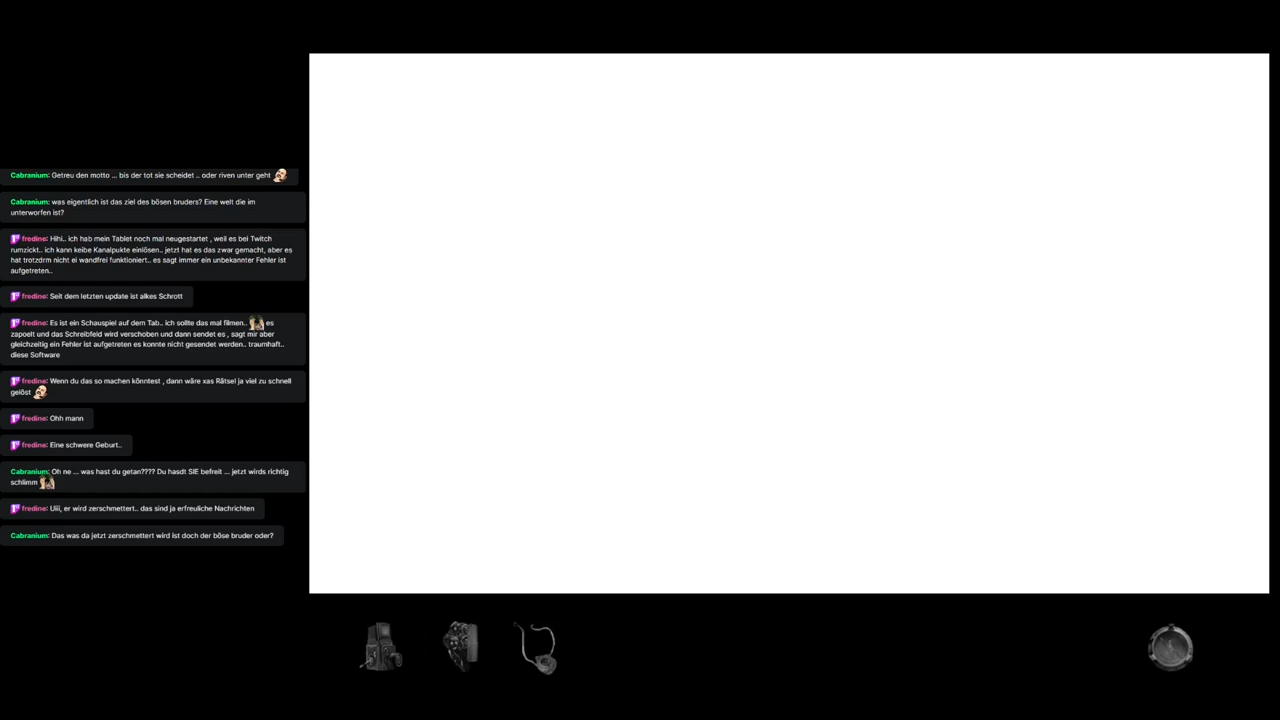 Cabranium: Getreu den motto ... bis der tot sie scheidet .. oder riven unter geht
Cabranium: was eigentlich ist das ziel des bösen bruders? Eine welt die im
unterworfen ist?
fredine: Hihi.. ich hab mein Tablet noch mal neugestartet , weil es bei Twitch
rumzickt.. ich kann keibe Kanalpukte einlösen.. jetzt hat es das zwar gemacht, aber es
hat trotzdrm nicht ei wandfrei funktioniert.. es sagt immer ein unbekannter Fehler ist
aufgetreten..
fredine: Seit dem letzten update ist alkes Schrott
fredine: Es ist ein Schauspiel auf dem Tab.. ich sollte das mal filmen.. es
zapoelt und das Schreibfeld wird verschoben und dann sendet es , sagt mir aber
gleichzeitig ein Fehler ist aufgetreten es konnte nicht gesendet werden.. traumhaft..
diese Software
fredine: Wenn du das so machen könntest , dann wäre xas Rätsel ja viel zu schnell
gelöst
fredine: Ohh mann
fredine: Eine schwere Geburt..
Cabranium: Oh ne ... was hast du getan???? Du hasdt SIE befreit ... jetzt wirds richtig
schlimm
fredine: Uiii, er wird zerschmettert.. das sind ja erfreuliche Nachrichten
Cabranium: Das was da jetzt zerschmettert wird ist doch der böse bruder oder?